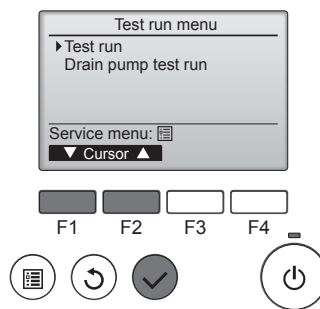 Test run menu
Test run
Drain pump test run
Service menu:
▼ Cursor ▲
F1 F2 F3 F4